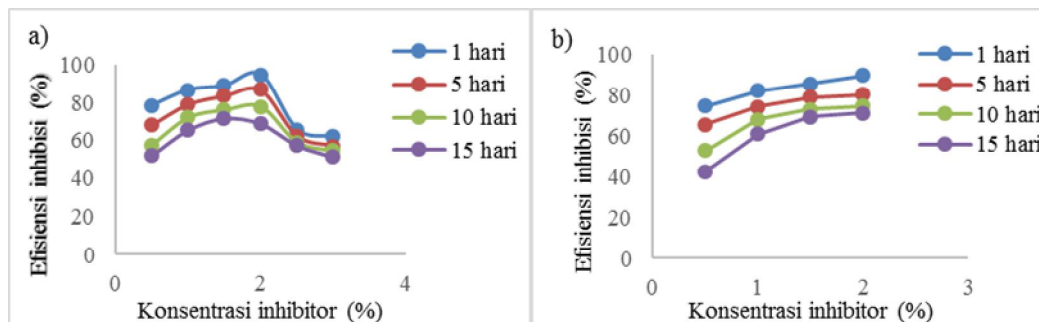 a)
Efisiensi inhibisi (%)
100
80
60
40
20
0
0
2
4
Konsentrasi inhibitor (%)
1 hari
5 hari
10 hari
15 hari
b)
Efisiensi inhibisi (%)
100
80
60
40
20
0
0
1
2
3
Konsentrasi inhibitor (%)
1 hari
5 hari
10 hari
15 hari